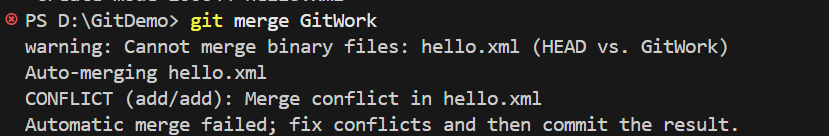 PS D:\GitDemo> git merge GitWork
warning: Cannot merge binary files: hello.xml (HEAD vs. GitWork)
Auto-merging hello.xml
CONFLICT (add/add): Merge conflict in hello.xml
Automatic merge failed; fix conflicts and then commit the result.